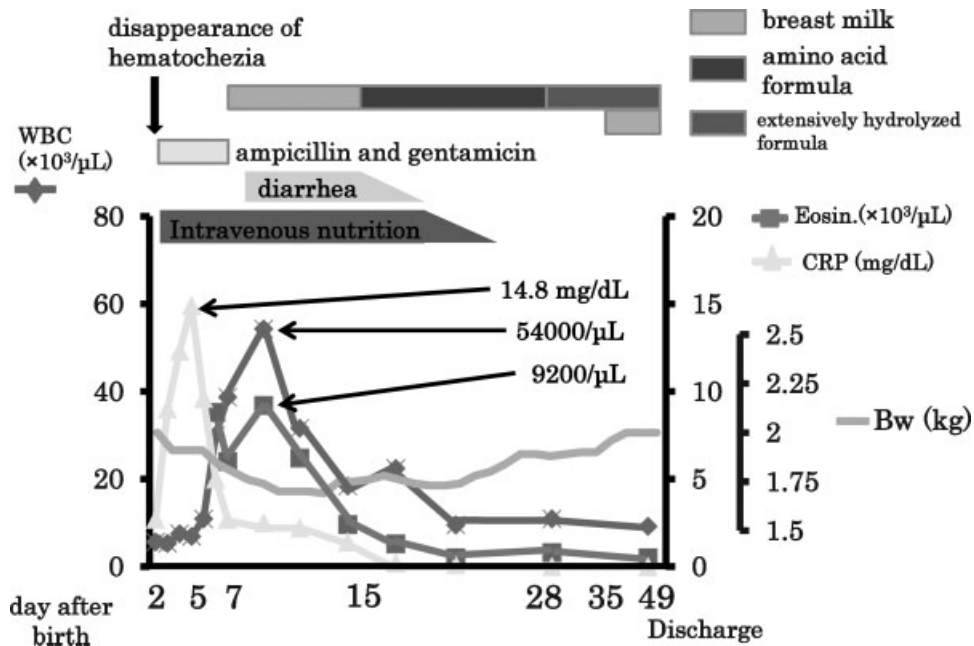 disappearance of
hematochezia
breast milk
amino acid
formula
extensively hydrolyzed
formula
WBC
(×10³/µL)
ampicillin and gentamicin
diarrhea
Intravenous nutrition
Eosin.(×10³/µL)
CRP (mg/dL)
14.8 mg/dL
54000/µL
9200/µL
Bw (kg)
80
60
40
20
0
20
15
10
5
0
2.5
2.25
2
1.75
1.5
2 5 7 15 28 35 49
day after
birth
Discharge